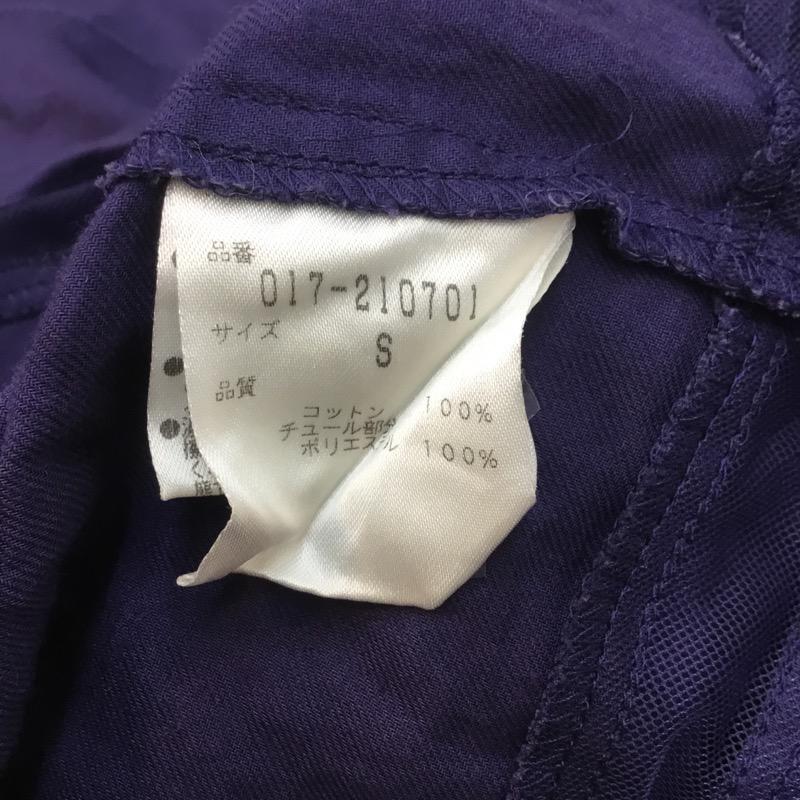 品番
017-210701
サイズ
S
品質
コットン 100%
チュール部分
ポリエステル 100%